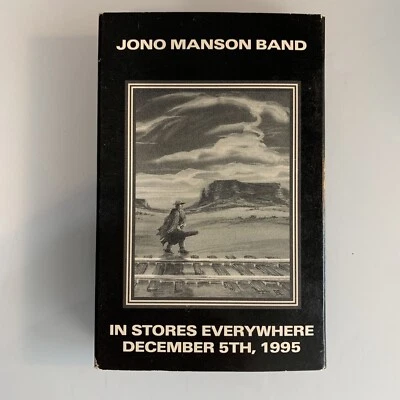 JONO MANSON BAND
IN STORES EVERYWHERE
DECEMBER 5TH, 1995